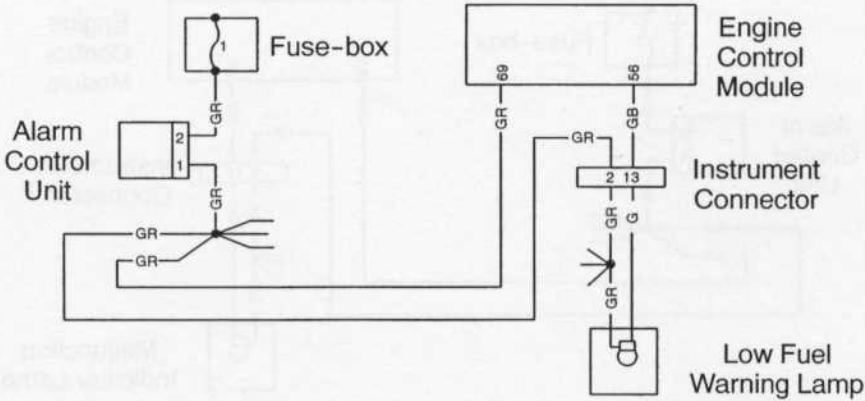 1
Fuse-box
Engine
Control
Module
69
56
GR
GR
GB
Alarm
Control
Unit
2
1
GR
GR
2 13
Instrument
Connector
GR
GR
GR
G
GR
Low Fuel
Warning Lamp